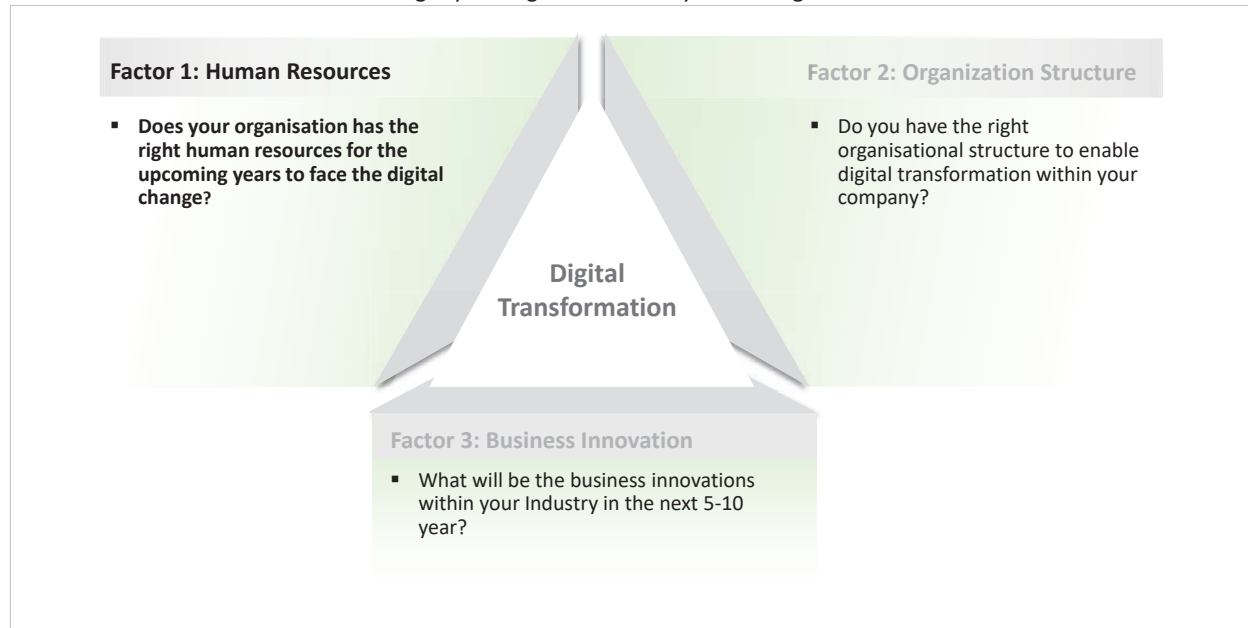 Factor 1: Human Resources
▪ Does your organisation has the
right human resources for the
upcoming years to face the digital
change?
Factor 2: Organization Structure
▪ Do you have the right
organisational structure to enable
digital transformation within your
company?
Digital
Transformation
Factor 3: Business Innovation
▪ What will be the business innovations
within your Industry in the next 5-10
year?